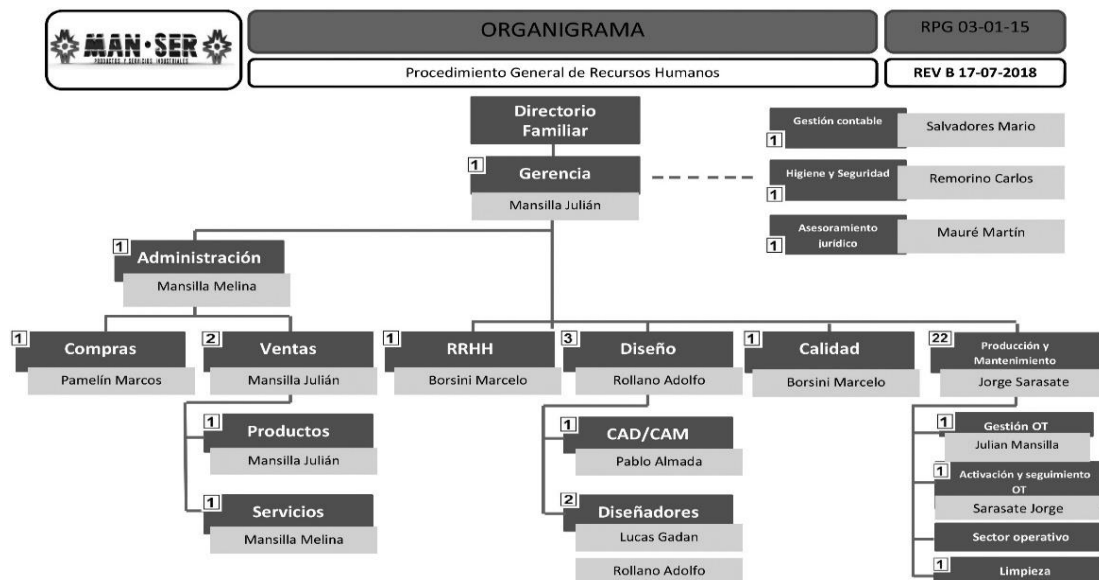 MAN•SER
PRODUCTOS Y SERVICIOS INDUSTRIALES
ORGANIGRAMA
RPG 03-01-15
Procedimiento General de Recursos Humanos
REV B 17-07-2018
Directorio
Familiar
1
Gerencia
Mansilla Julián
Gestión contable
1
Salvadores Mario
Higiene y Seguridad
1
Remorino Carlos
Asesoramiento
jurídico
1
Mauré Martín
1
Administración
Mansilla Melina
1
Compras
Pamelín Marcos
2
Ventas
Mansilla Julián
1
RRHH
Borsini Marcelo
3
Diseño
Rollano Adolfo
1
Calidad
Borsini Marcelo
22
Producción y
Mantenimiento
Jorge Sarasate
1
Productos
Mansilla Julián
1
Servicios
Mansilla Melina
1
CAD/CAM
Pablo Almada
2
Diseñadores
Lucas Gadan
Rollano Adolfo
1
Gestión OT
Julian Mansilla
1
Activación y seguimiento
OT
Sarasate Jorge
Sector operativo
1
Limpieza